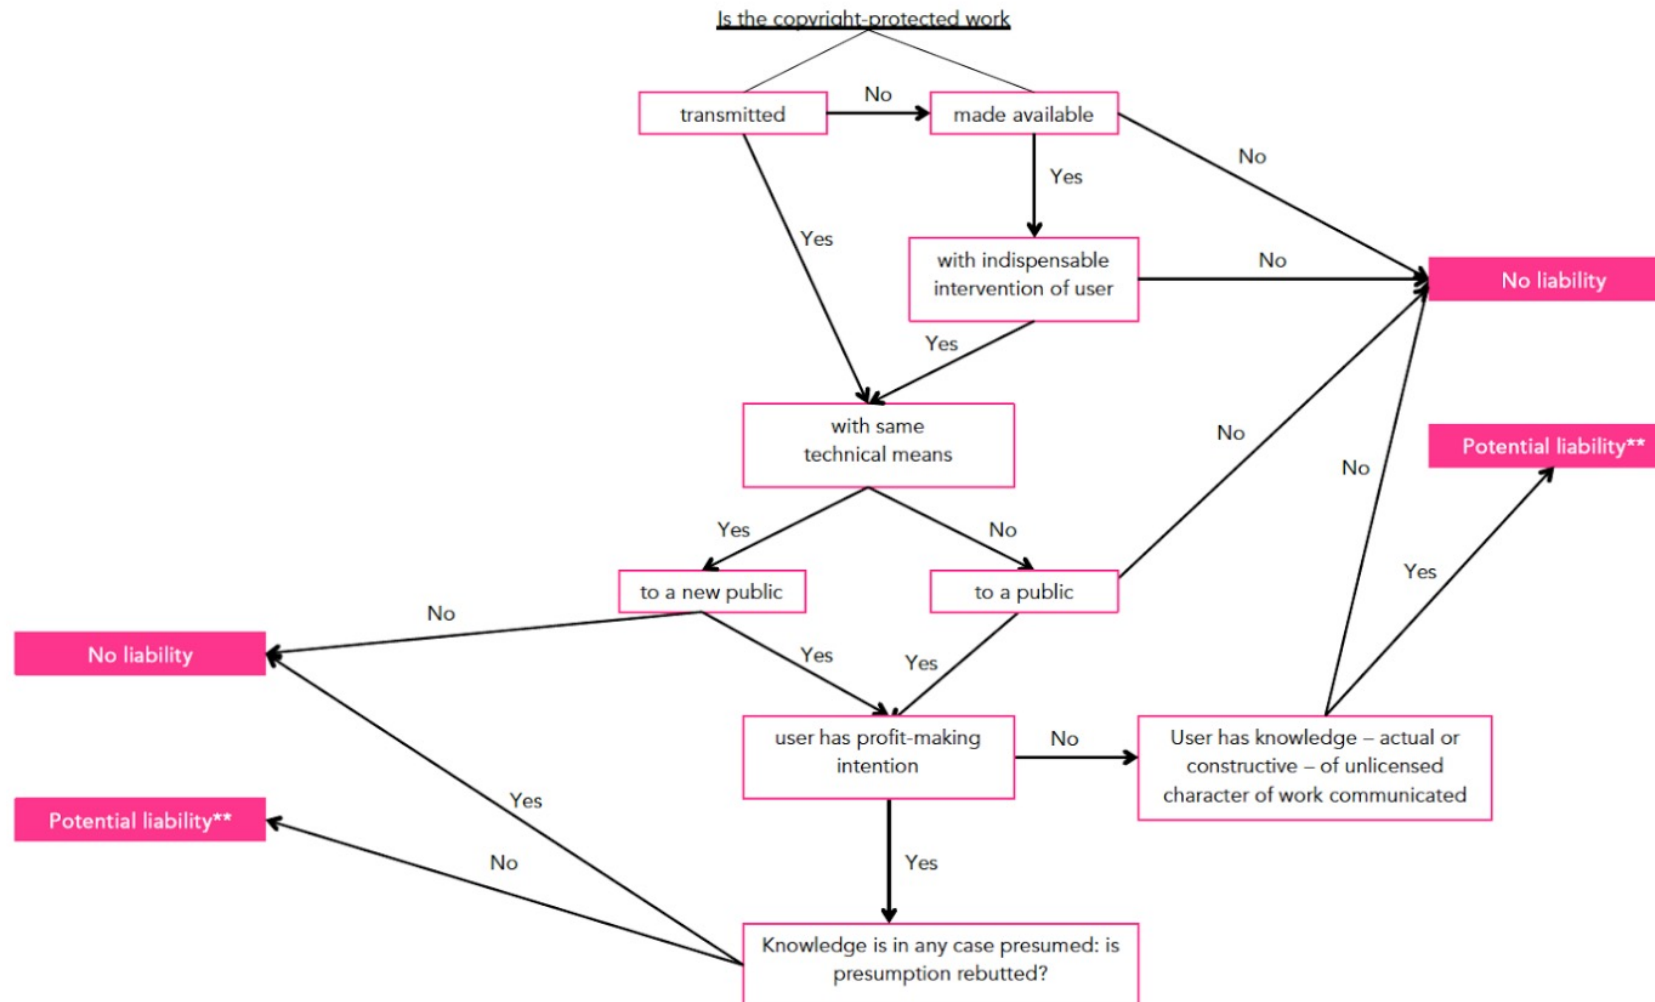 Is the copyright-protected work
transmitted
No
made available
No
Yes
Yes
with indispensable
intervention of user
No
No liability
Yes
with same
technical means
No
Potential liability**
No
Yes
No
Yes
to a new public
to a public
No
No liability
Yes
Yes
user has profit-making
intention
No
User has knowledge – actual or
constructive – of unlicensed
character of work communicated
Yes
Potential liability**
No
Yes
Knowledge is in any case presumed: is
presumption rebutted?